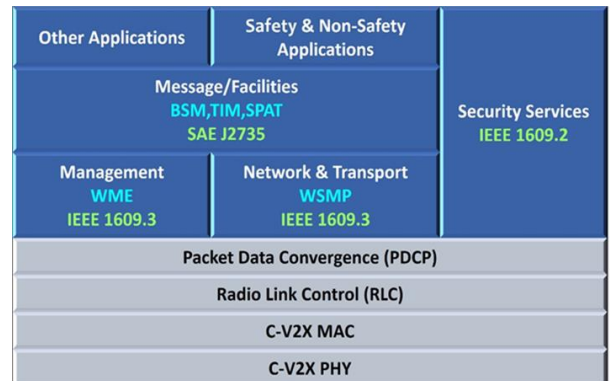 Other Applications
Safety & Non-Safety
Applications
Message/Facilities
BSM,TIM,SPAT
SAE J2735
Security Services
IEEE 1609.2
Management
WME
IEEE 1609.3
Network & Transport
WSMP
IEEE 1609.3
Packet Data Convergence (PDCP)
Radio Link Control (RLC)
C-V2X MAC
C-V2X PHY